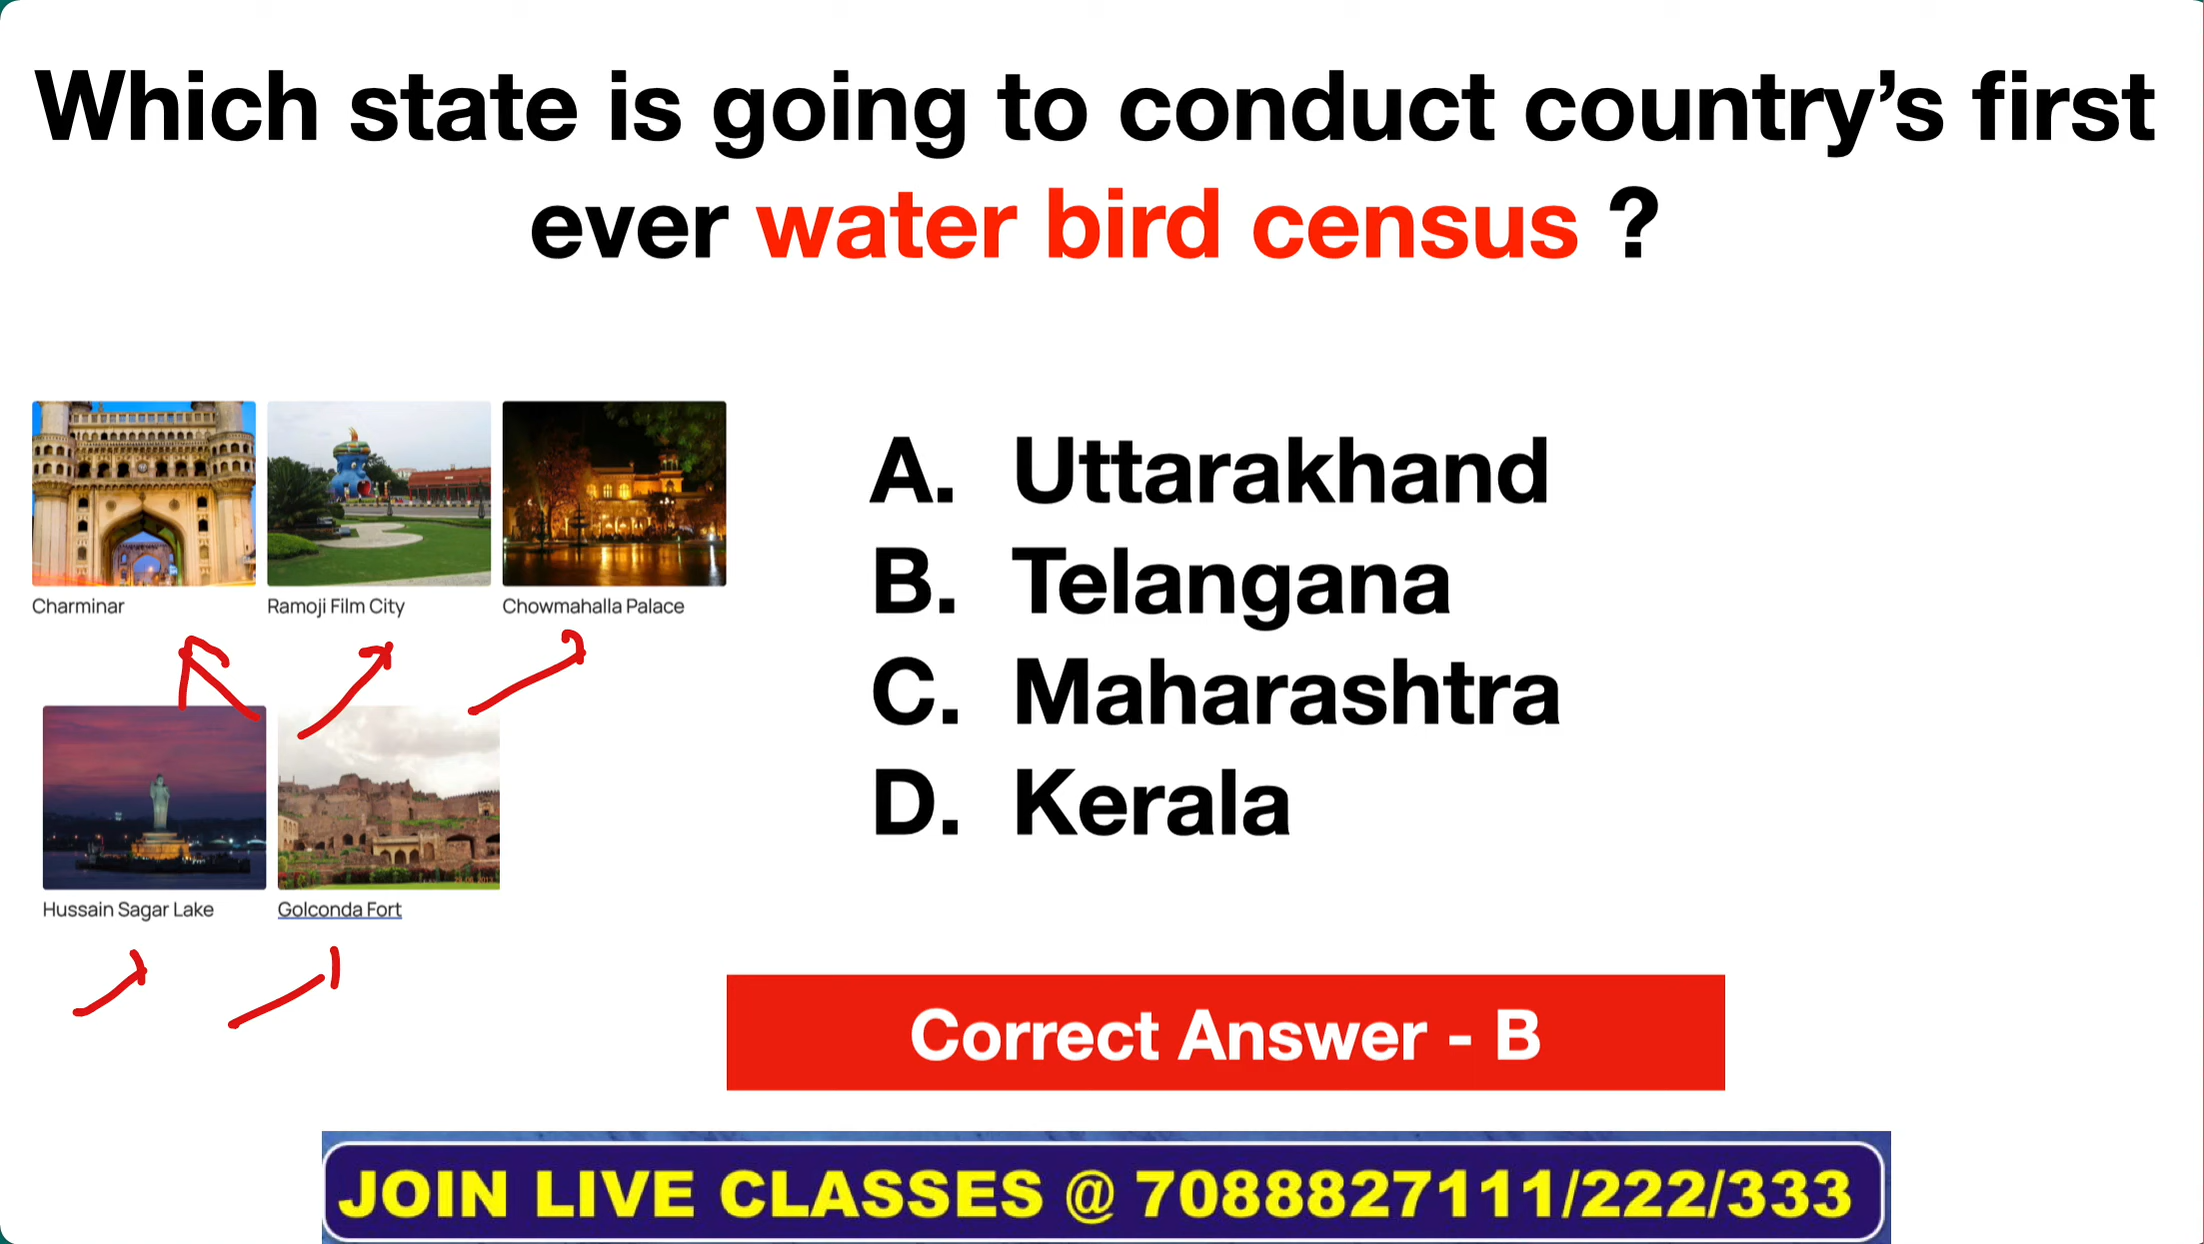 Which state is going to conduct country’s first
ever water bird census ?
Charminar
Ramoji Film City
Chowmahalla Palace
Hussain Sagar Lake
Golconda Fort
A. Uttarakhand
B. Telangana
C. Maharashtra
D. Kerala
Correct Answer - B
JOIN LIVE CLASSES @ 7088827111/222/333